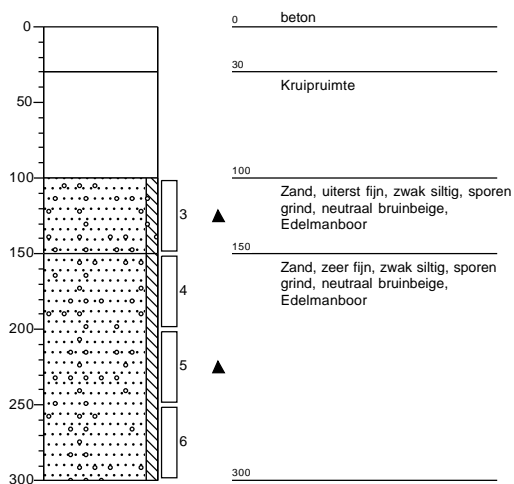 0
50
100
150
200
250
300
3
4
5
6
0
beton
30
Kruipruimte
100
Zand, uiterst fijn, zwak siltig, sporen
grind, neutraal bruinbeige,
Edelmanboor
150
Zand, zeer fijn, zwak siltig, sporen
grind, neutraal bruinbeige,
Edelmanboor
300